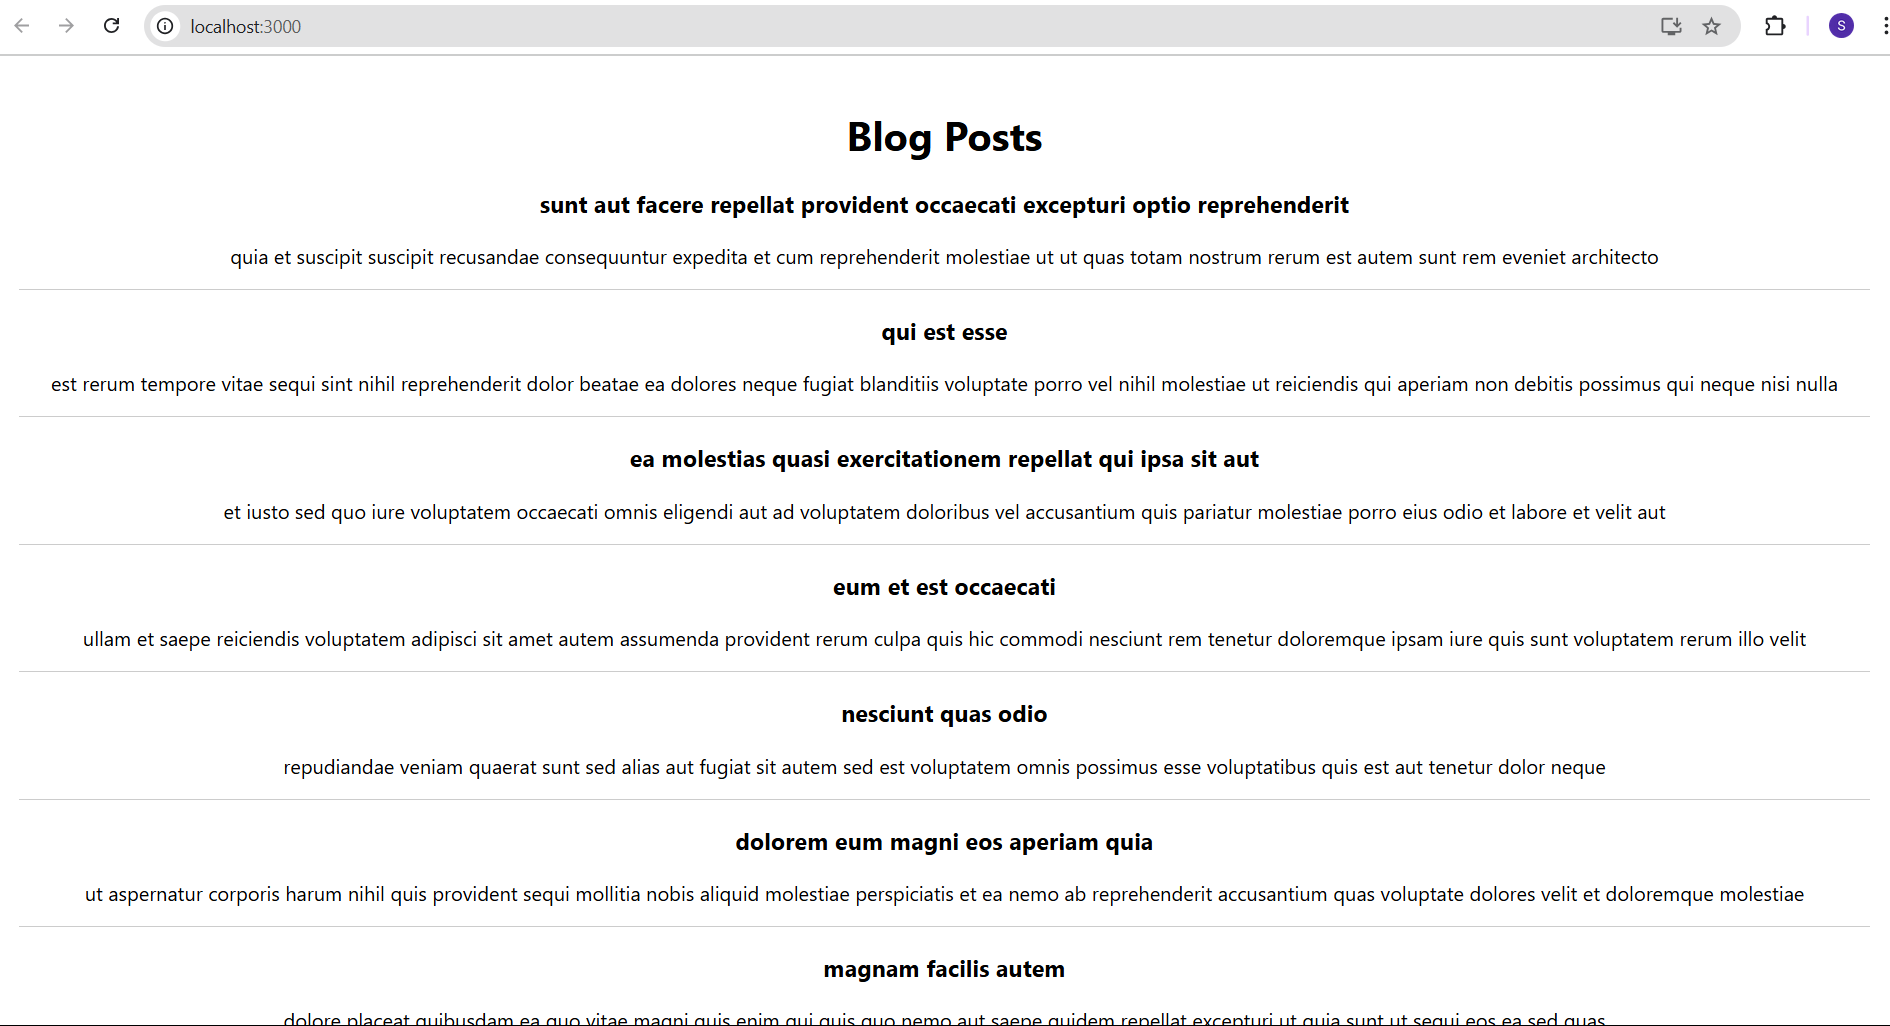 localhost:3000
S
Blog Posts
sunt aut facere repellat provident occaecati excepturi optio reprehenderit
quia et suscipit suscipit recusandae consequuntur expedita et cum reprehenderit molestiae ut ut quas totam nostrum rerum est autem sunt rem eveniet architecto
qui est esse
est rerum tempore vitae sequi sint nihil reprehenderit dolor beatae ea dolores neque fugiat blanditiis voluptate porro vel nihil molestiae ut reiciendis qui aperiam non debitis possimus qui neque nisi nulla
ea molestias quasi exercitationem repellat qui ipsa sit aut
et iusto sed quo iure voluptatem occaecati omnis eligendi aut ad voluptatem doloribus vel accusantium quis pariatur molestiae porro eius odio et labore et velit aut
eum et est occaecati
ullam et saepe reiciendis voluptatem adipisci sit amet autem assumenda provident rerum culpa quis hic commodi nesciunt rem tenetur doloremque ipsam iure quis sunt voluptatem rerum illo velit
nesciunt quas odio
repudiandae veniam quaerat sunt sed alias aut fugiat sit autem sed est voluptatem omnis possimus esse voluptatibus quis est aut tenetur dolor neque
dolorem eum magni eos aperiam quia
ut aspernatur corporis harum nihil quis provident sequi mollitia nobis aliquid molestiae perspiciatis et ea nemo ab reprehenderit accusantium quas voluptate dolores velit et doloremque molestiae
magnam facilis autem
dolore placeat quibusdam ea quo vitae magni quis enim qui quis quo nemo aut saepe quidem repellat excepturi ut quia sunt ut sequi eos ea sed quas